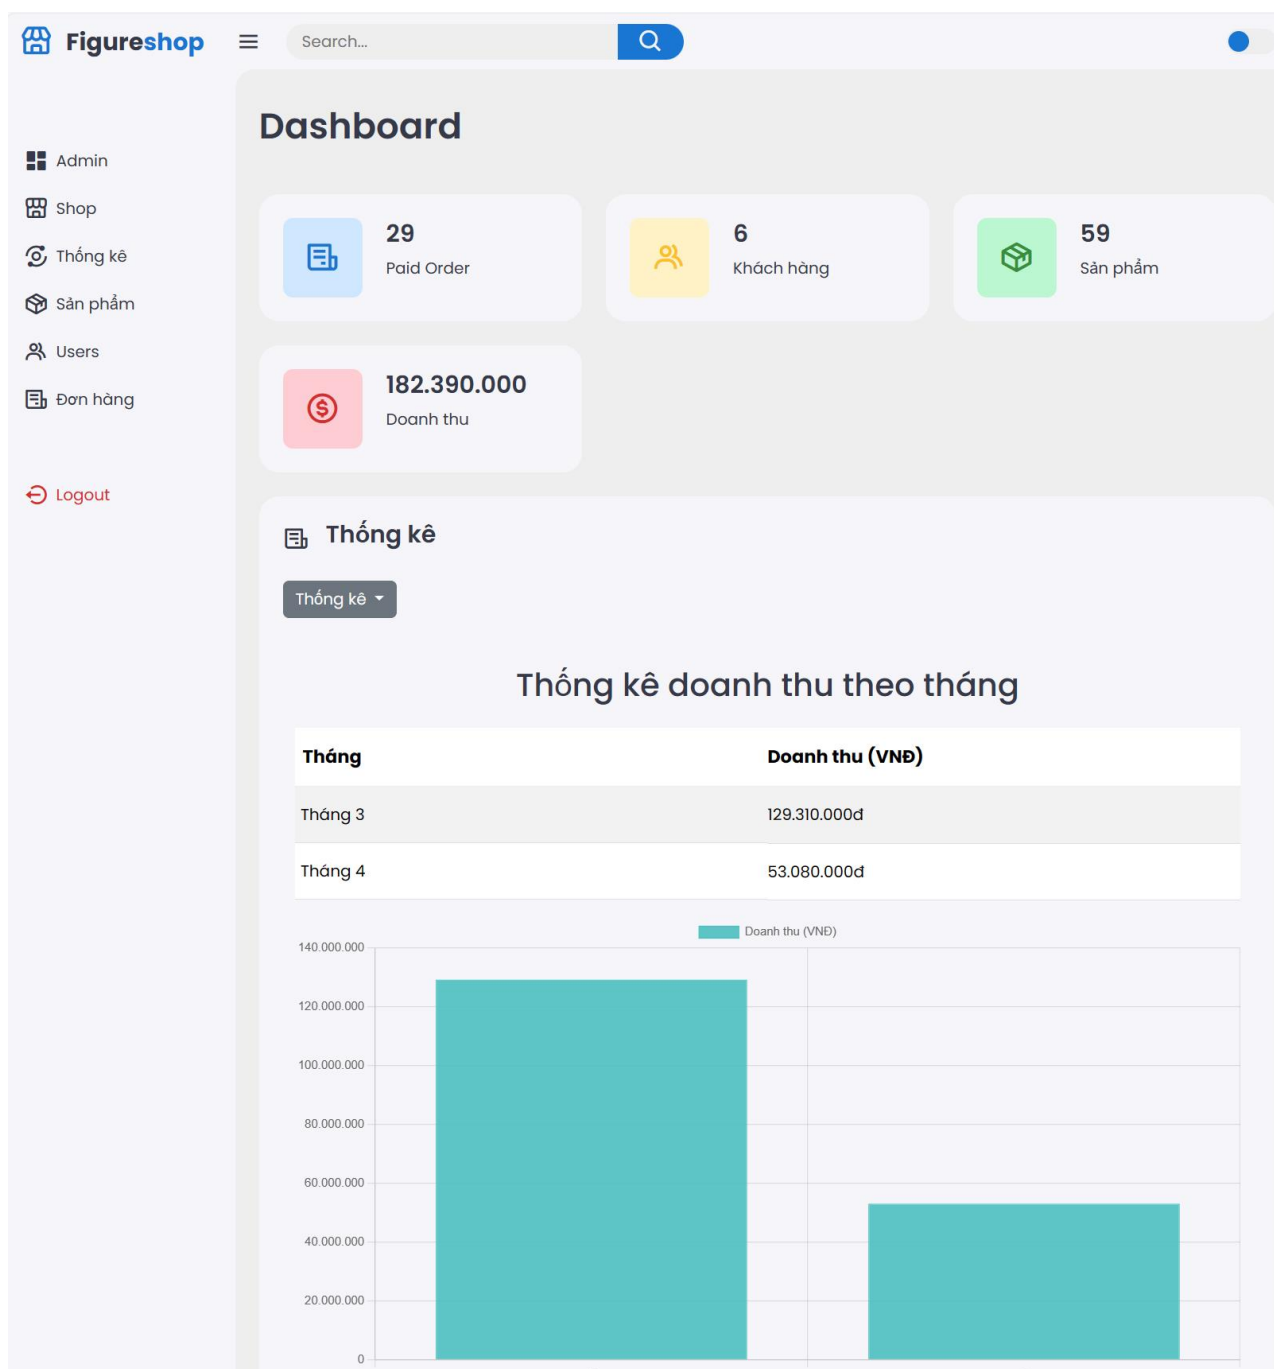 Figureshop
Search...
Admin
Shop
Thống kê
Sản phẩm
Users
Đơn hàng
Logout
Dashboard
29
Paid Order
6
Khách hàng
59
Sản phẩm
182.390.000
Doanh thu
Thống kê
Thống kê
Thống kê doanh thu theo tháng
Tháng Doanh thu (VNĐ)
Tháng 3 129.310.000đ
Tháng 4 53.080.000đ
Doanh thu (VNĐ)
140.000.000
120.000.000
100.000.000
80.000.000
60.000.000
40.000.000
20.000.000
0